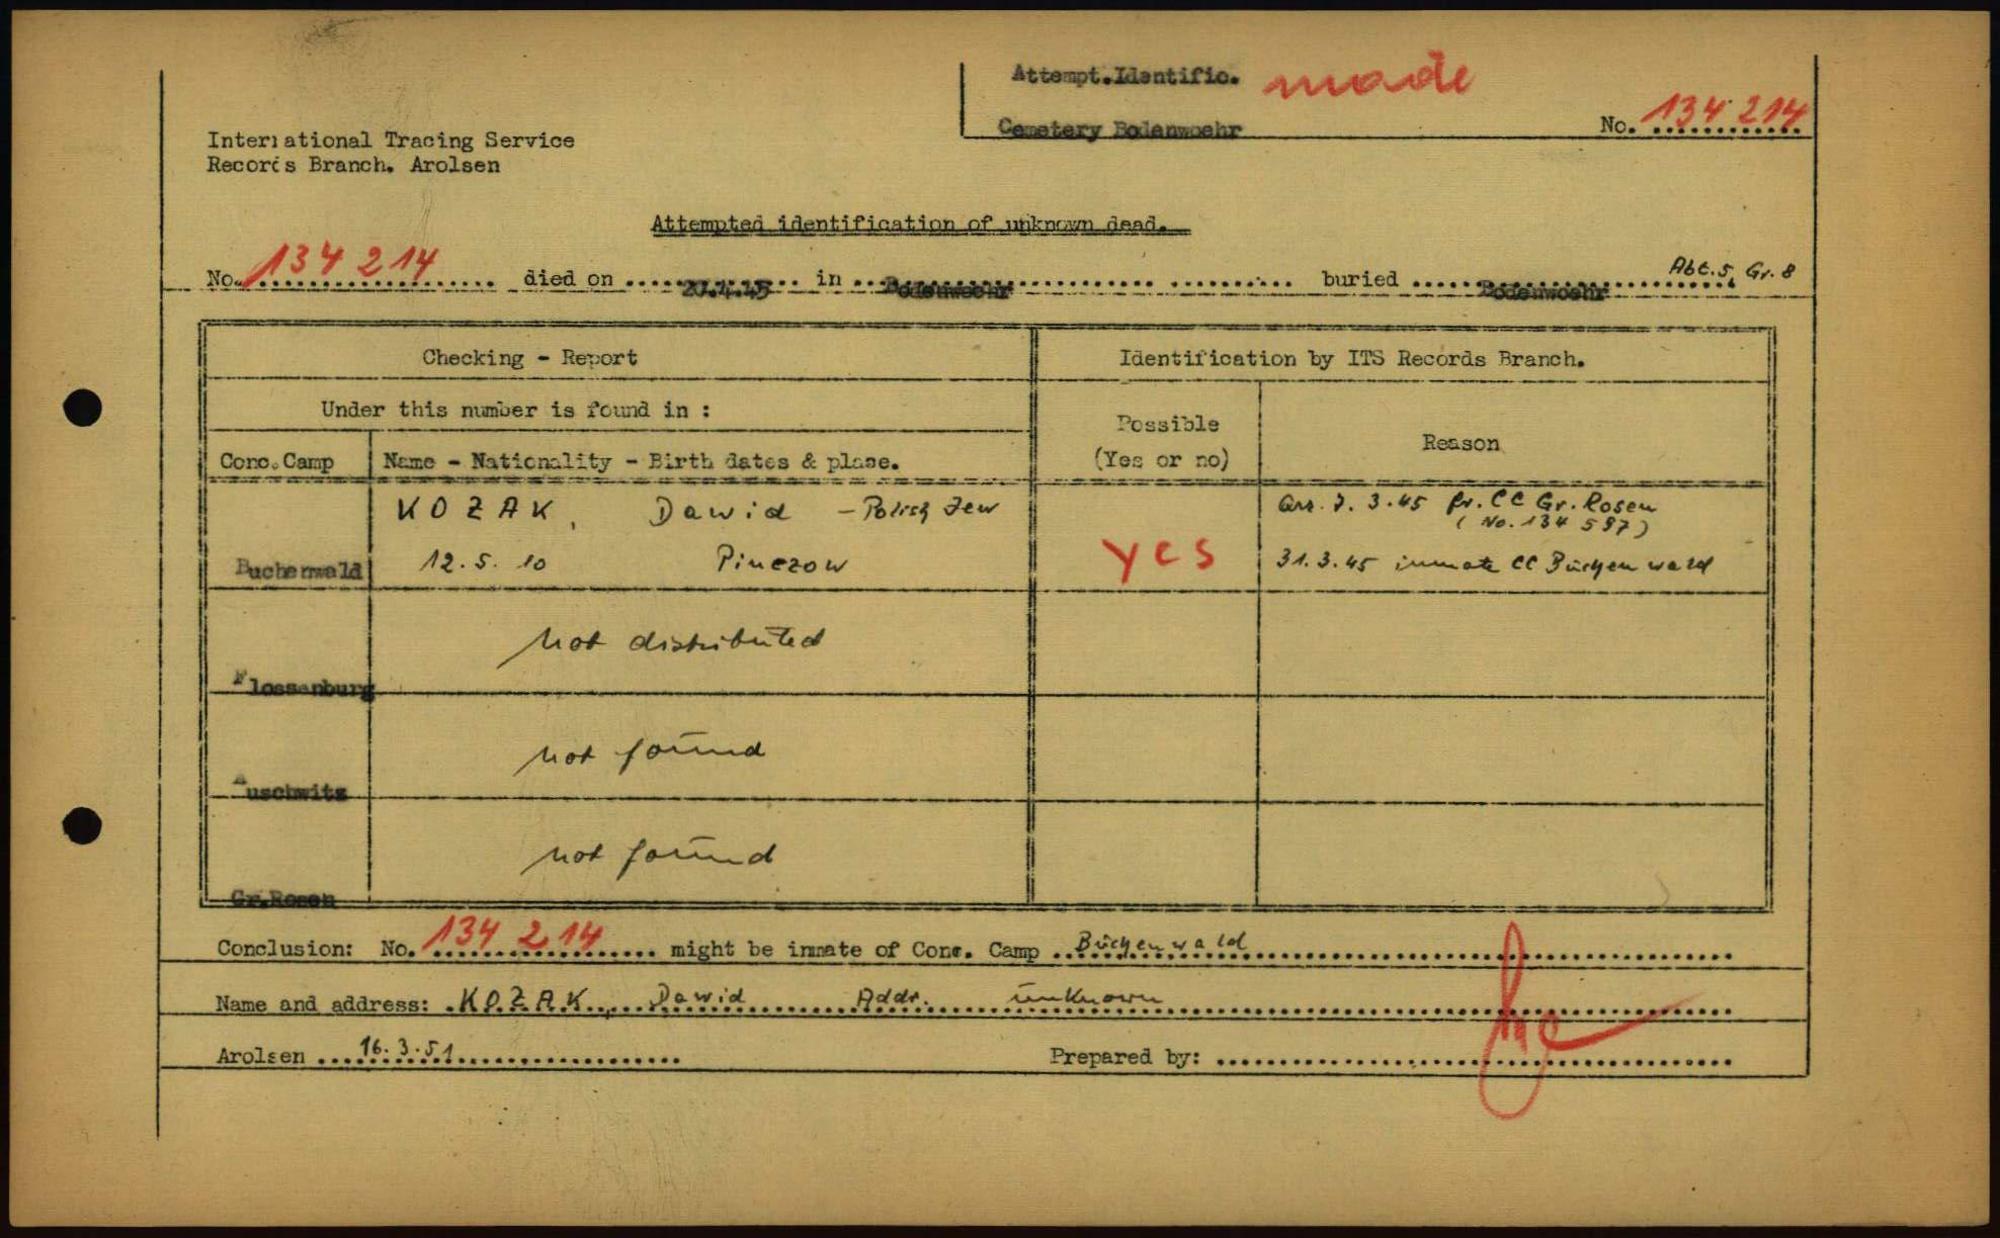 Attempt.Identific. made
Cemetery Bodenwoehr No. 134 214
International Tracing Service
Records Branch. Arolsen
Attempted identification of unknown dead.
No. 134 214 died on 20.4.45 in Bodenwoehr buried Bodenwoehr Abt. 5, Gr. 8
Checking - Report
Identification by ITS Records Branch.
Under this number is found in :
Possible
(Yes or no)
Reason
Conc.Camp
Name - Nationality - Birth dates & plase.
KOZAK, Dawid - Polish Jew
12.5.10 Pinczow
Buchenwald
yes
arr. 7.3.45 fr. CC Gr. Rosen
(No. 134 597)
31.3.45 inmate CC Buchenwald
not distributed
Flossenburg
not found
Auschwitz
not found
Gr.Rosen
Conclusion: No. 134 214 might be inmate of Conc. Camp Buchenwald
Name and address: KOZAK, Dawid Addr. unknown
Arolsen 16.3.51
Prepared by: